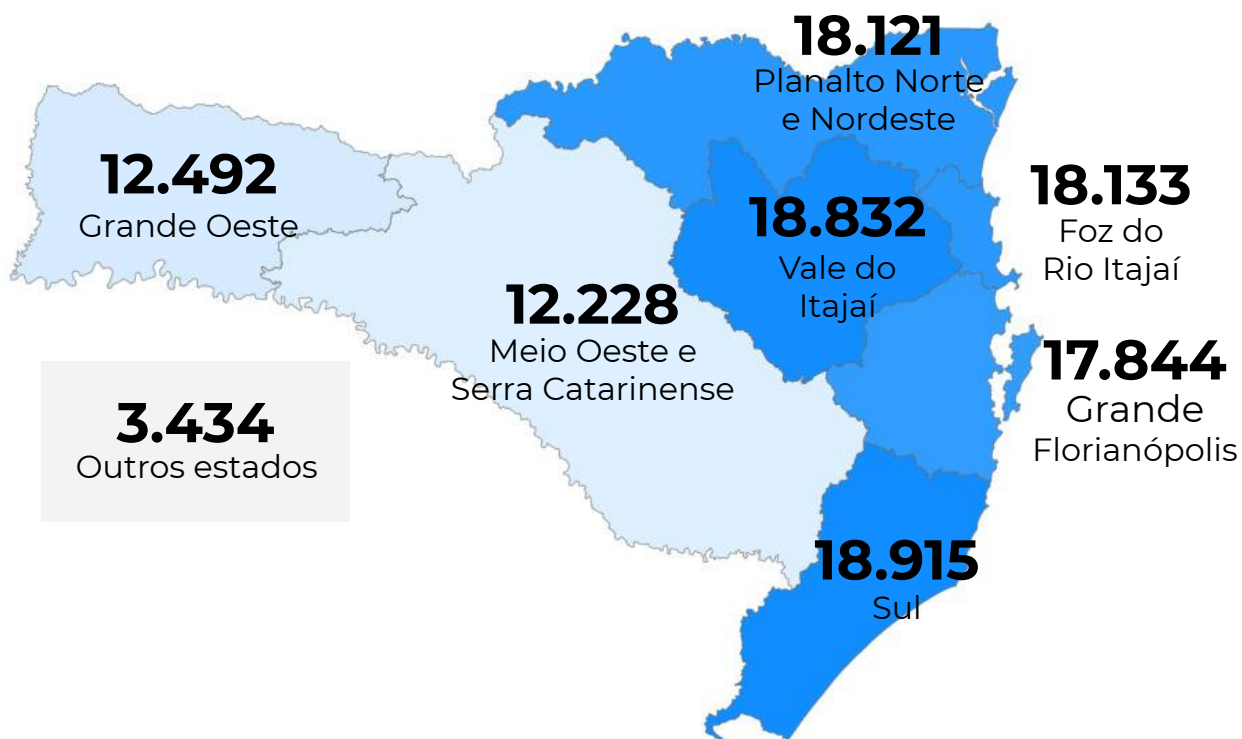 18.121
Planalto Norte
e Nordeste
12.492
Grande Oeste
18.133
Foz do
Rio Itajaí
18.832
Vale do
Itajaí
12.228
Meio Oeste e
Serra Catarinense
17.844
Grande
Florianópolis
3.434
Outros estados
18.915
Sul